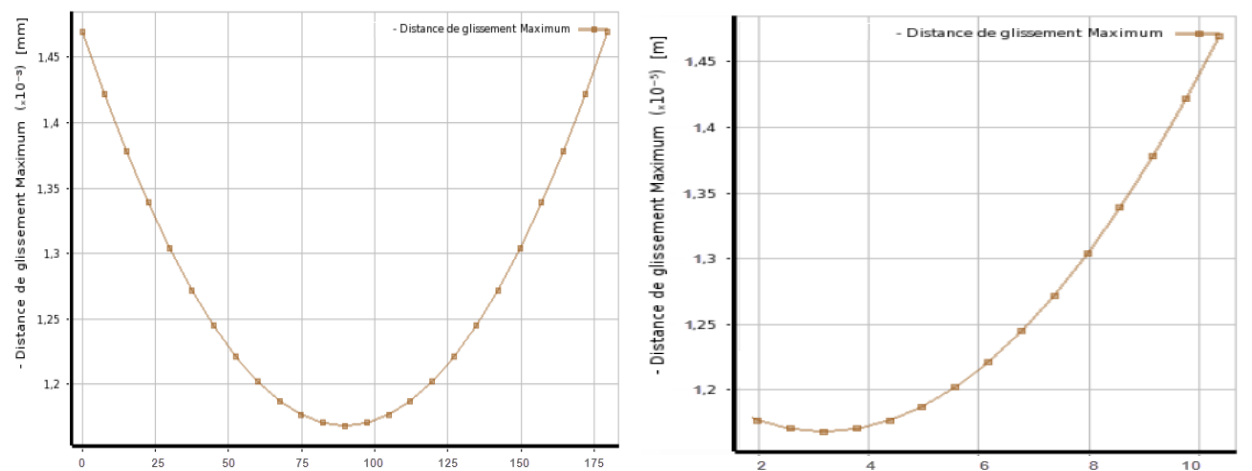 - Distance de glissement Maximum
- Distance de glissement Maximum (ₓ10⁻³) [mm]
1,45
1,4
1,35
1,3
1,25
1,2
0 25 50 75 100 125 150 175
- Distance de glissement Maximum
- Distance de glissement Maximum (ₓ10⁻⁵) [m]
1,45
1,4
1,35
1,3
1,25
1,2
2 4 6 8 10